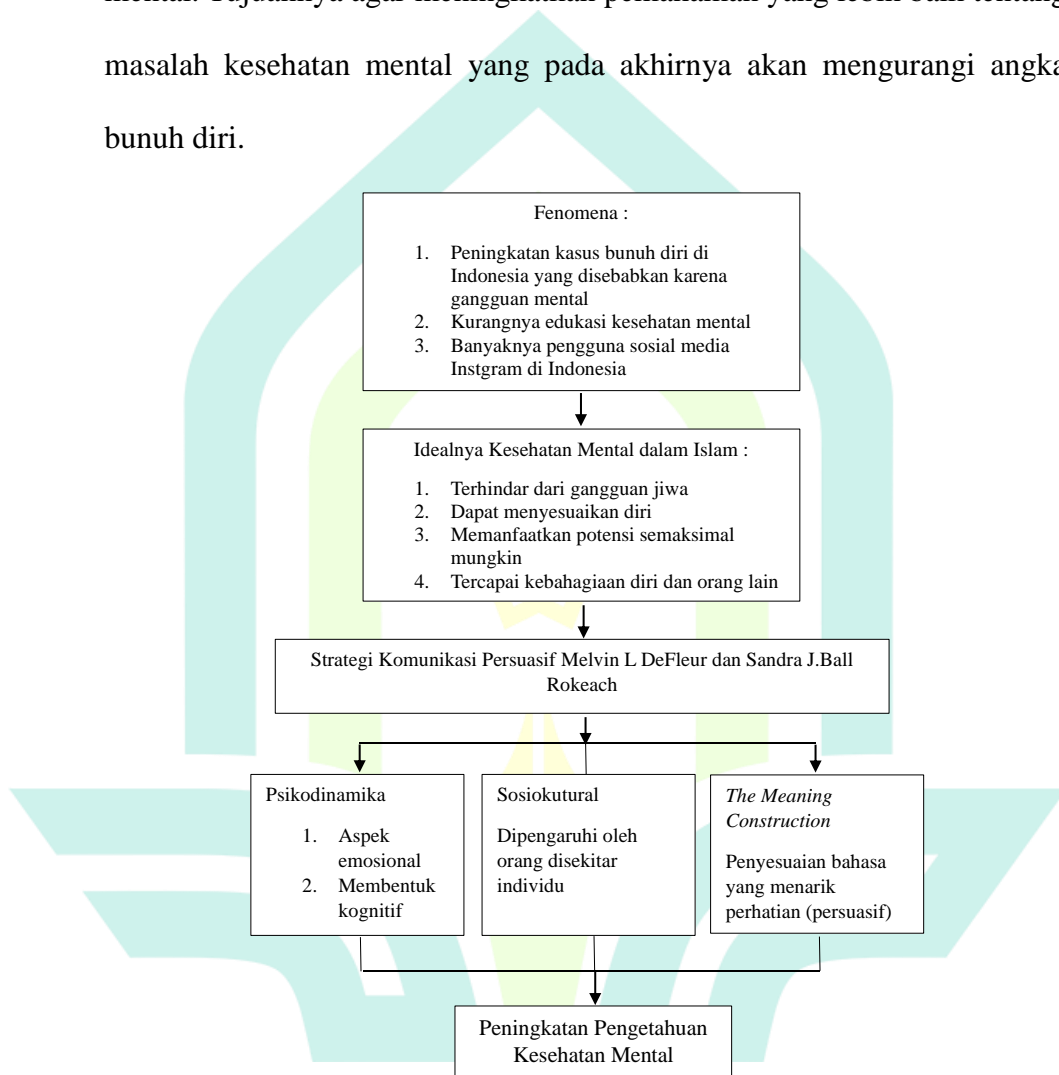 mental. Tujuannya agar meningkatkan pemahaman yang lebih baik tentang
masalah kesehatan mental yang pada akhirnya akan mengurangi angka
bunuh diri.
Fenomena :
1. Peningkatan kasus bunuh diri di
Indonesia yang disebabkan karena
gangguan mental
2. Kurangnya edukasi kesehatan mental
3. Banyaknya pengguna sosial media
Instgram di Indonesia
Idealnya Kesehatan Mental dalam Islam :
1. Terhindar dari gangguan jiwa
2. Dapat menyesuaikan diri
3. Memanfaatkan potensi semaksimal
mungkin
4. Tercapai kebahagiaan diri dan orang lain
Strategi Komunikasi Persuasif Melvin L DeFleur dan Sandra J.Ball
Rokeach
Psikodinamika
1. Aspek
emosional
2. Membentuk
kognitif
Sosiokutural
Dipengaruhi oleh
orang disekitar
individu
The Meaning
Construction
Penyesuaian bahasa
yang menarik
perhatian (persuasif)
Peningkatan Pengetahuan
Kesehatan Mental